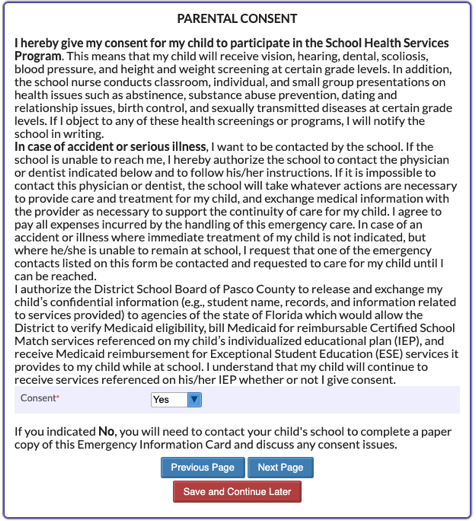 PARENTAL CONSENT
I hereby give my consent for my child to participate in the School Health Services
Program. This means that my child will receive vision, hearing, dental, scoliosis,
blood pressure, and height and weight screening at certain grade levels. In addition,
the school nurse conducts classroom, individual, and small group presentations on
health issues such as abstinence, substance abuse prevention, dating and
relationship issues, birth control, and sexually transmitted diseases at certain grade
levels. If I object to any of these health screenings or programs, I will notify the
school in writing.
In case of accident or serious illness, I want to be contacted by the school. If the
school is unable to reach me, I hereby authorize the school to contact the physician
or dentist indicated below and to follow his/her instructions. If it is impossible to
contact this physician or dentist, the school will take whatever actions are necessary
to provide care and treatment for my child, and exchange medical information with
the provider as necessary to support the continuity of care for my child. I agree to
pay all expenses incurred by the handling of this emergency care. In case of an
accident or illness where immediate treatment of my child is not indicated, but
where he/she is unable to remain at school, I request that one of the emergency
contacts listed on this form be contacted and requested to care for my child until I
can be reached.
I authorize the District School Board of Pasco County to release and exchange my
child's confidential information (e.g., student name, records, and information related
to services provided) to agencies of the state of Florida which would allow the
District to verify Medicaid eligibility, bill Medicaid for reimbursable Certified School
Match services referenced on my child's individualized educational plan (IEP), and
receive Medicaid reimbursement for Exceptional Student Education (ESE) services it
provides to my child while at school. I understand that my child will continue to
receive services referenced on his/her IEP whether or not I give consent.
Consent* Yes
If you indicated No, you will need to contact your child's school to complete a paper
copy of this Emergency Information Card and discuss any consent issues.
Previous Page Next Page
Save and Continue Later